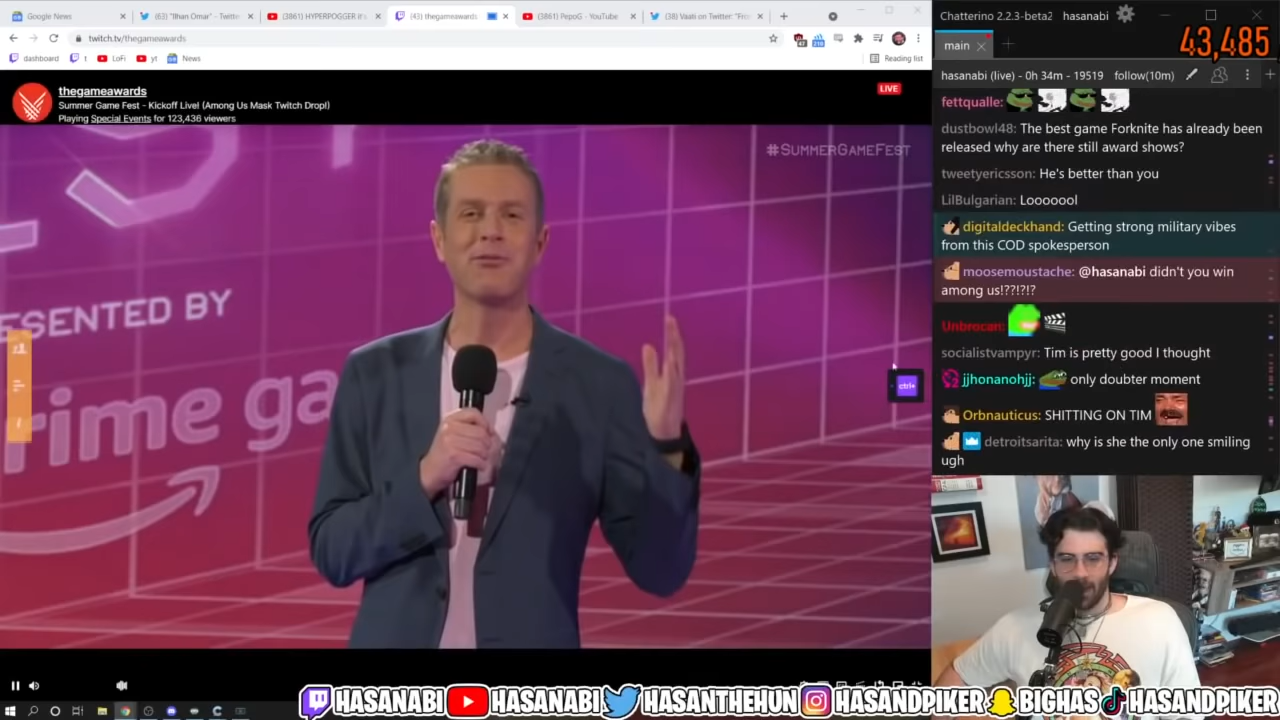 Google News
(63) "Ilhan Omar" - Twitte
(3861) HYPERPOGGER it's
(43) thegameawards
(3861) PepoG - YouTube
(38) Vaati on Twitter: "Fro
twitch.tv/thegameawards
dashboard
t
LoFi
yt
News
Reading list
thegameawards
Summer Game Fest - Kickoff Live! (Among Us Mask Twitch Drop!)
Playing Special Events for 123,436 viewers
LIVE
#SUMMERGAMEFEST
ESENTED BY
rime ga
ctrl+
Chatterino 2.2.3-beta2
hasanabi
43,485
main
hasanabi (live) - 0h 34m - 19519
follow(10m)
fettqualle:
dustbowl48: The best game Forknite has already been
released why are there still award shows?
tweetyericsson: He's better than you
LilBulgarian: Looooool
digitaldeckhand: Getting strong military vibes
from this COD spokesperson
moosemoustache: @hasanabi didn't you win
among us!??!?!?
Unbrocan:
socialistvampyr: Tim is pretty good I thought
jjhonanohjj: only doubter moment
Orbnauticus: SHITTING ON TIM
detroitsarita: why is she the only one smiling
ugh
HASANABI HASANABI HASANTHEHUN HASANDPIKER BIGHAS HASANDPIKER